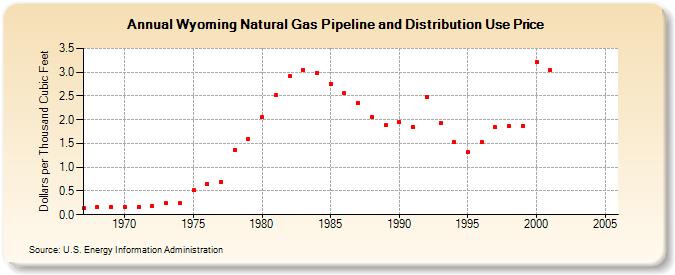 Annual Wyoming Natural Gas Pipeline and Distribution Use Price
Dollars per Thousand Cubic Feet
3.5
3.0
2.5
2.0
1.5
1.0
0.5
0.0
1970 1975 1980 1985 1990 1995 2000 2005
Source: U.S. Energy Information Administration